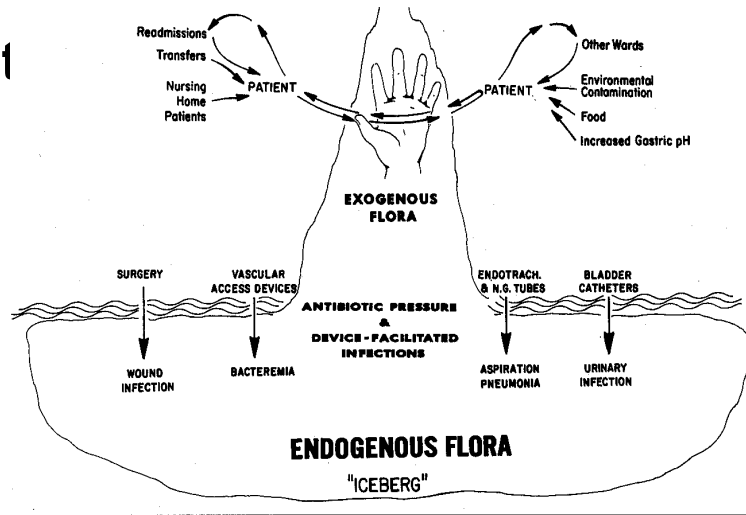 Readmissions
Transfers
Nursing
Home
Patients
PATIENT
PATIENT
Other Wards
Environmental
Contamination
Food
Increased Gastric pH
EXOGENOUS
FLORA
SURGERY
VASCULAR
ACCESS DEVICES
ENDOTRACH.
& N.G. TUBES
BLADDER
CATHETERS
ANTIBIOTIC PRESSURE
&
DEVICE-FACILITATED
INFECTIONS
WOUND
INFECTION
BACTEREMIA
ASPIRATION
PNEUMONIA
URINARY
INFECTION
ENDOGENOUS FLORA
"ICEBERG"